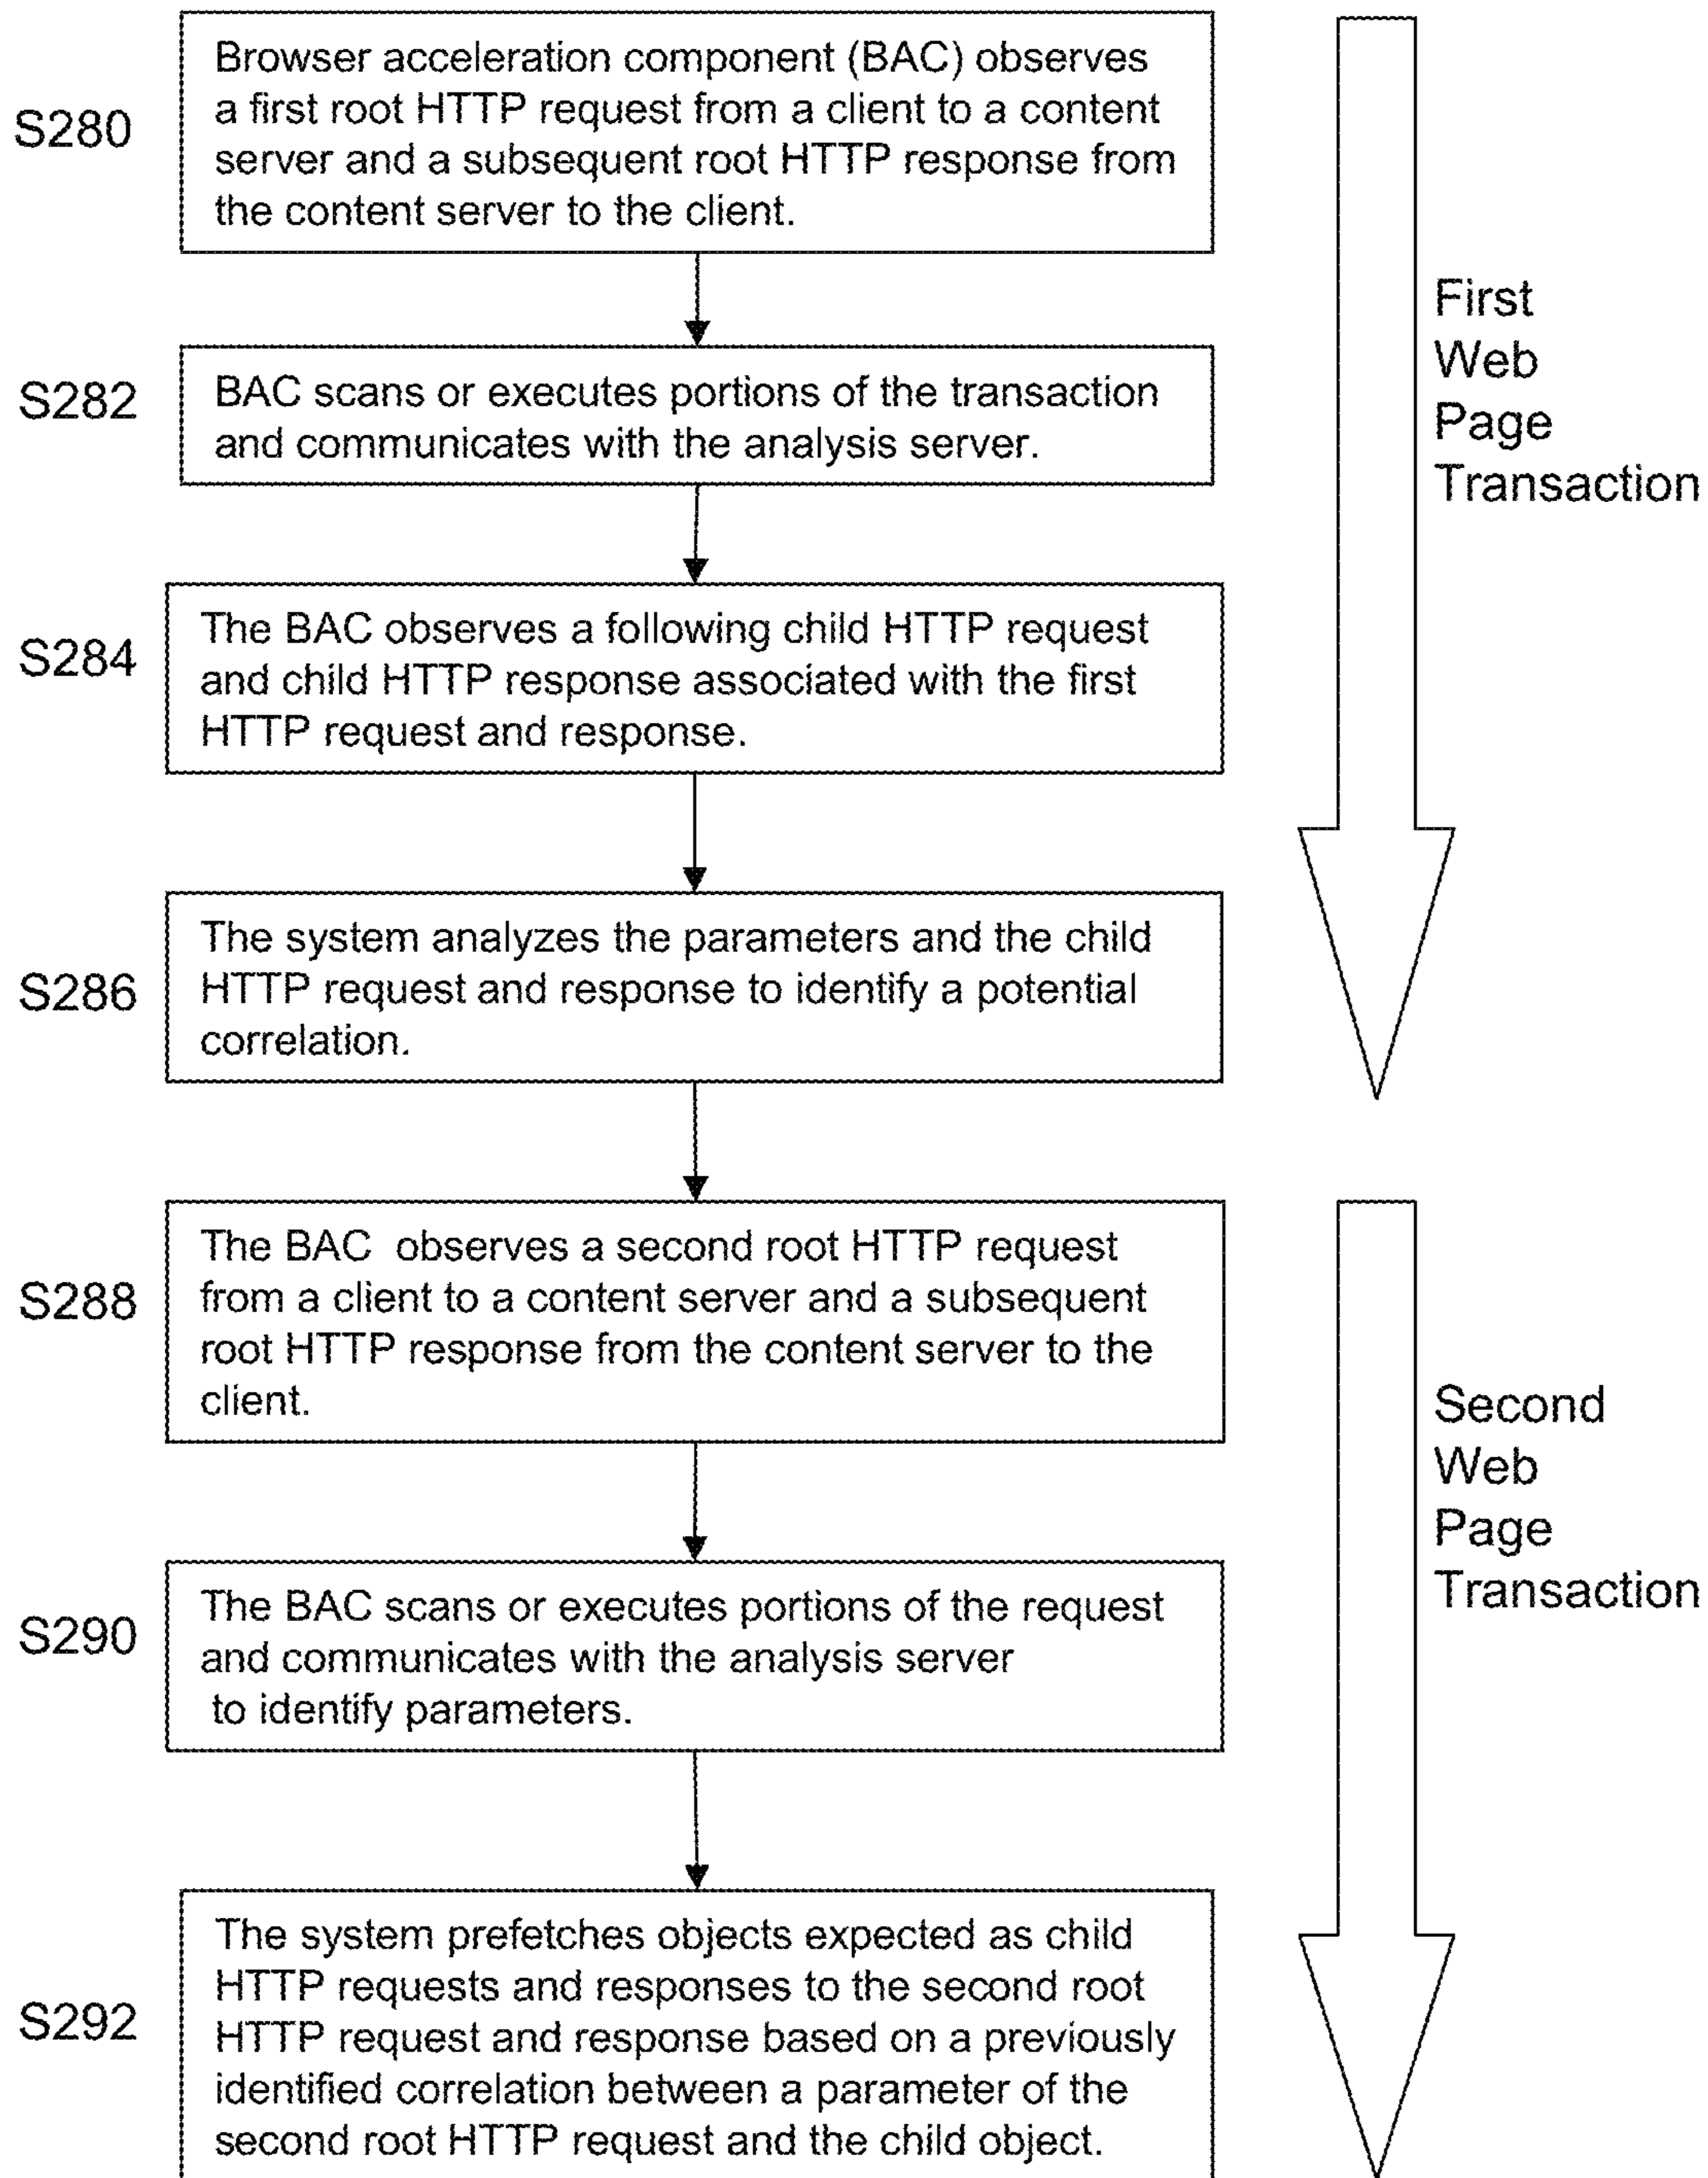 S280
Browser acceleration component (BAC) observes
a first root HTTP request from a client to a content
server and a subsequent root HTTP response from
the content server to the client.
S282
BAC scans or executes portions of the transaction
and communicates with the analysis server.
First
Web
Page
Transaction
S284
The BAC observes a following child HTTP request
and child HTTP response associated with the first
HTTP request and response.
S286
The system analyzes the parameters and the child
HTTP request and response to identify a potential
correlation.
S288
The BAC observes a second root HTTP request
from a client to a content server and a subsequent
root HTTP response from the content server to the
client.
Second
Web
Page
Transaction
S290
The BAC scans or executes portions of the request
and communicates with the analysis server
to identify parameters.
S292
The system prefetches objects expected as child
HTTP requests and responses to the second root
HTTP request and response based on a previously
identified correlation between a parameter of the
second root HTTP request and the child object.